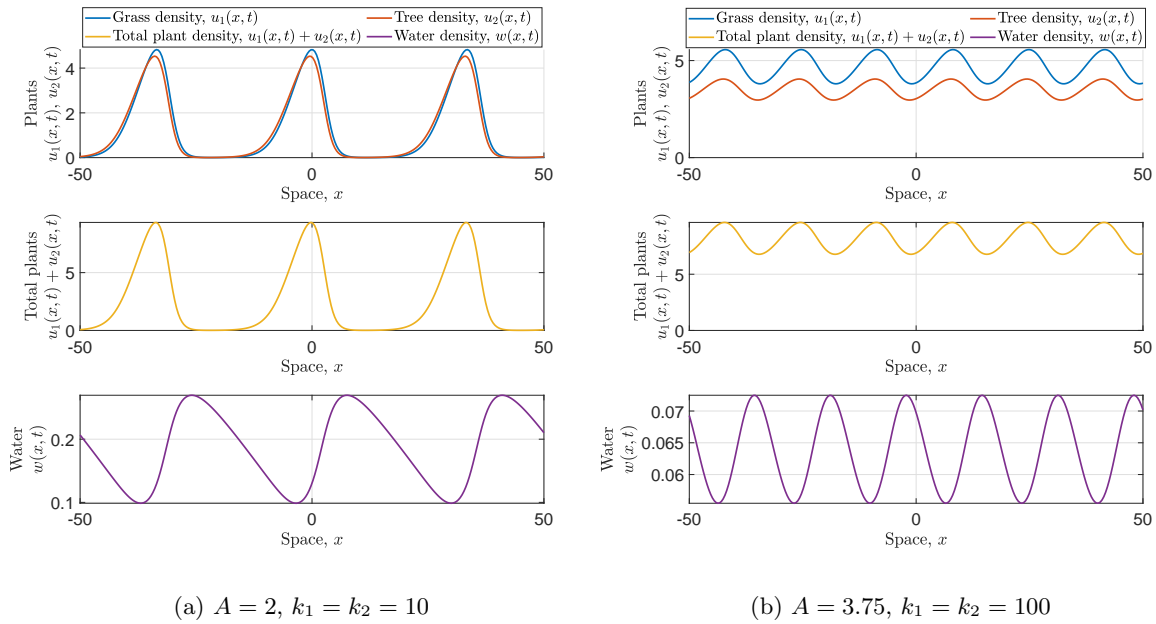 Grass density, u₁(x, t) Tree density, u₂(x, t)
Total plant density, u₁(x, t) + u₂(x, t) Water density, w(x, t)
Plants
u₁(x, t), u₂(x, t)
4
2
0
-50 0 50
Space, x
Total plants
u₁(x, t) + u₂(x, t)
5
0
-50 0 50
Space, x
Water
w(x, t)
0.2
0.1
-50 0 50
Space, x
(a) A = 2, k₁ = k₂ = 10
Grass density, u₁(x, t) Tree density, u₂(x, t)
Total plant density, u₁(x, t) + u₂(x, t) Water density, w(x, t)
Plants
u₁(x, t), u₂(x, t)
5
0
-50 0 50
Space, x
Total plants
u₁(x, t) + u₂(x, t)
5
0
-50 0 50
Space, x
Water
w(x, t)
0.07
0.065
0.06
-50 0 50
Space, x
(b) A = 3.75, k₁ = k₂ = 100